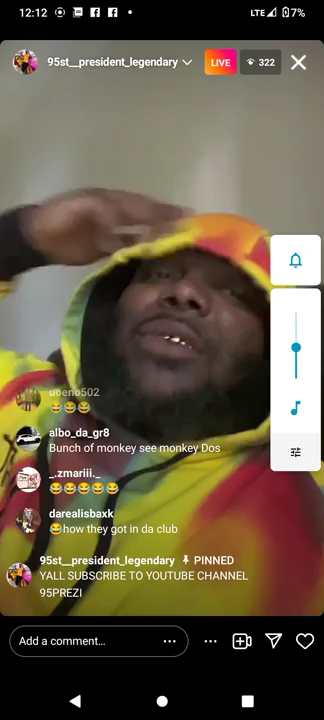 12:12
LTE 7%
95st__president_legendary
LIVE
322
uoeno502
😂😂😂
albo_da_gr8
Bunch of monkey see monkey Dos
_.zmariii._
😂😂😂😂😂
darealisbaxk
😂how they got in da club
95st__president_legendary PINNED
YALL SUBSCRIBE TO YOUTUBE CHANNEL
95PREZI
Add a comment…